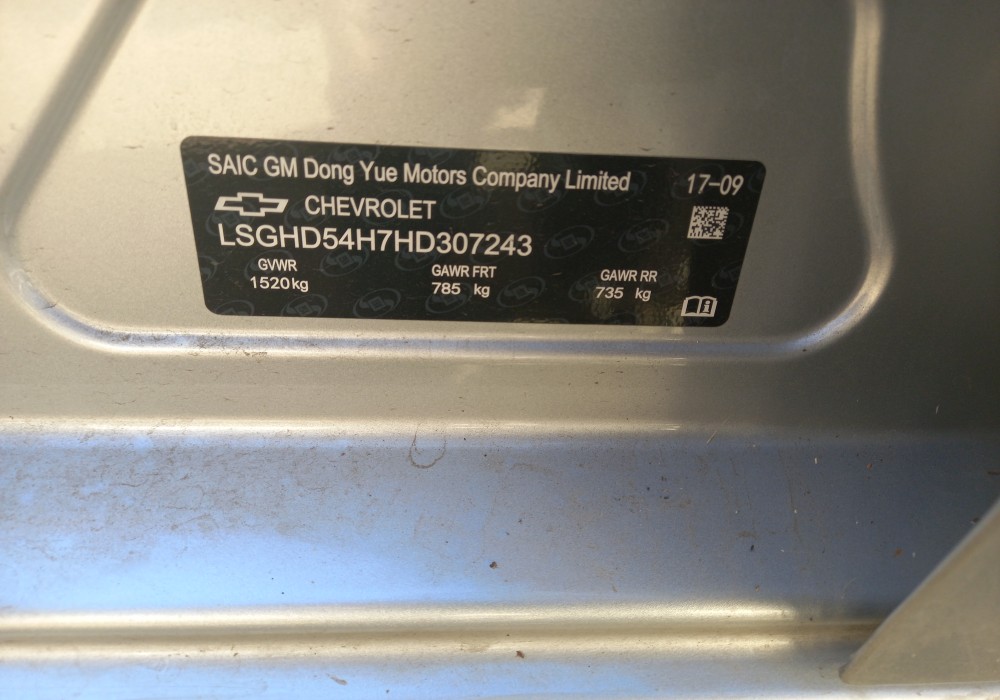 SAIC GM Dong Yue Motors Company Limited
17-09
CHEVROLET
LSGHD54H7HD307243
GVWR
1520kg
GAWR FRT
785 kg
GAWR RR
735 kg